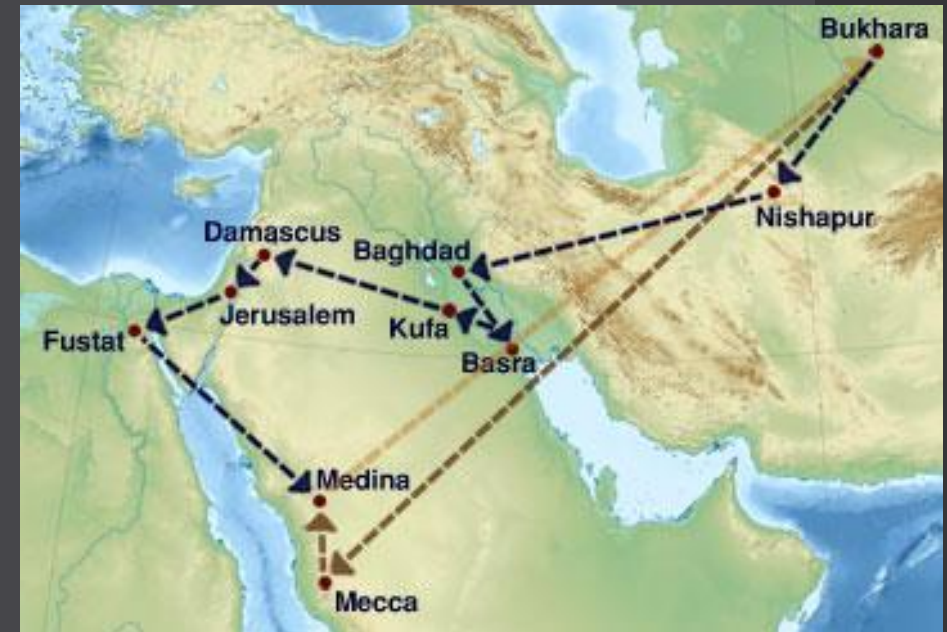 Bukhara
Nishapur
Damascus
Baghdad
Jerusalem
Kufa
Fustat
Basra
Medina
Mecca